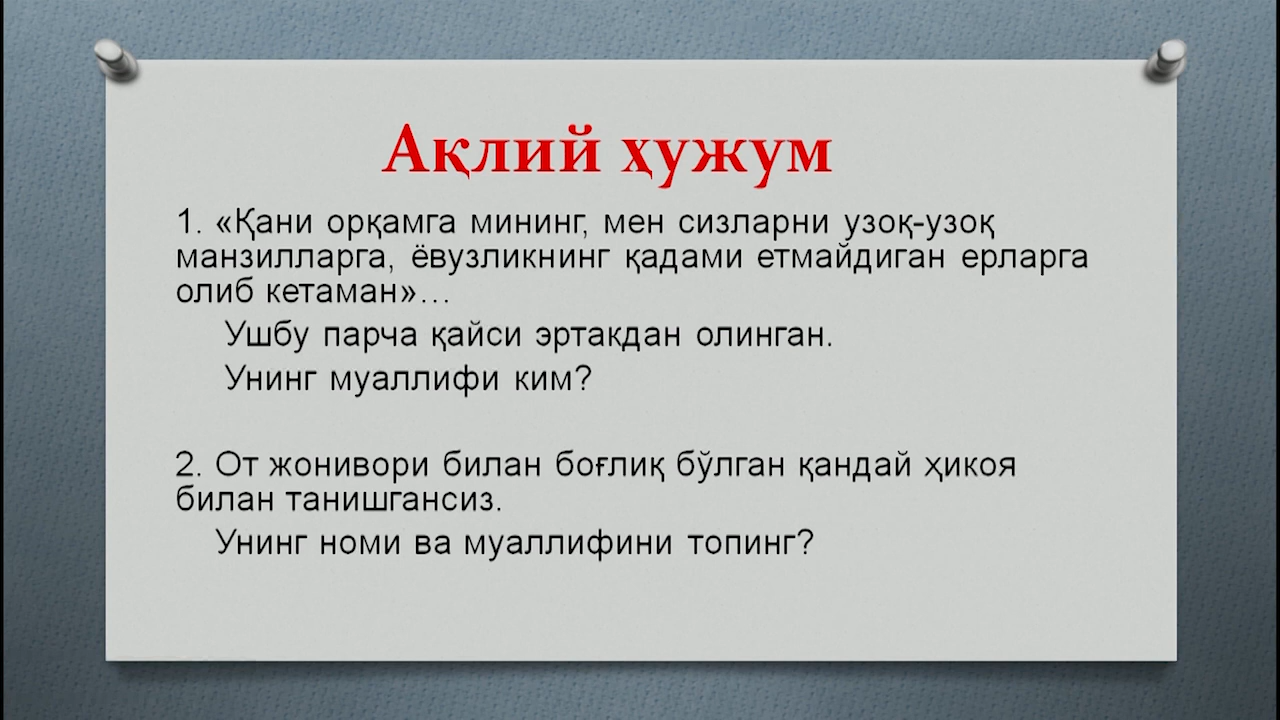 Ақлий ҳужум
1. «Қани орқамга мининг, мен сизларни узоқ-узоқ
манзилларга, ёвузликнинг қадами етмайдиган ерларга
олиб кетаман»…
Ушбу парча қайси эртакдан олинган.
Унинг муаллифи ким?
2. От жонивори билан боғлиқ бўлган қандай ҳикоя
билан танишгансиз.
Унинг номи ва муаллифини топинг?